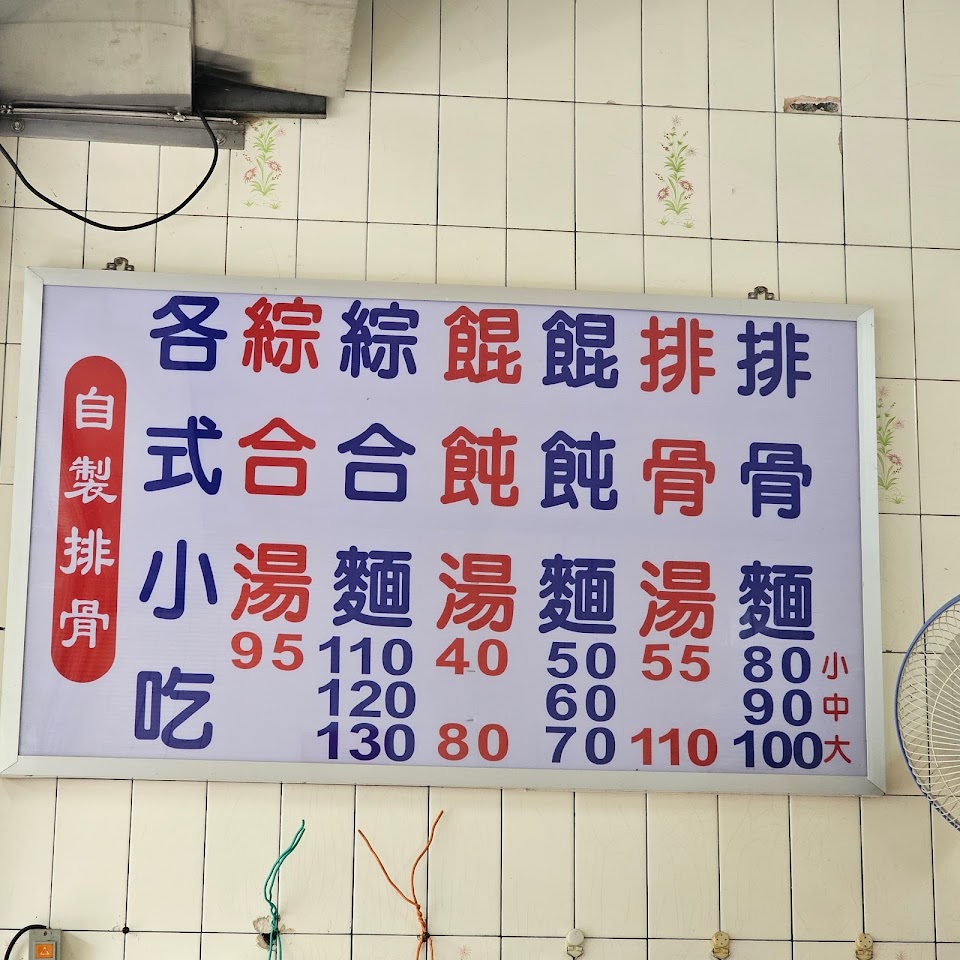 排骨麵 80 90 100 小 中 大
排骨湯 55 110
餛飩麵 50 60 70
餛飩湯 40 80
綜合麵 110 120 130
綜合湯 95
各式小吃
自製排骨